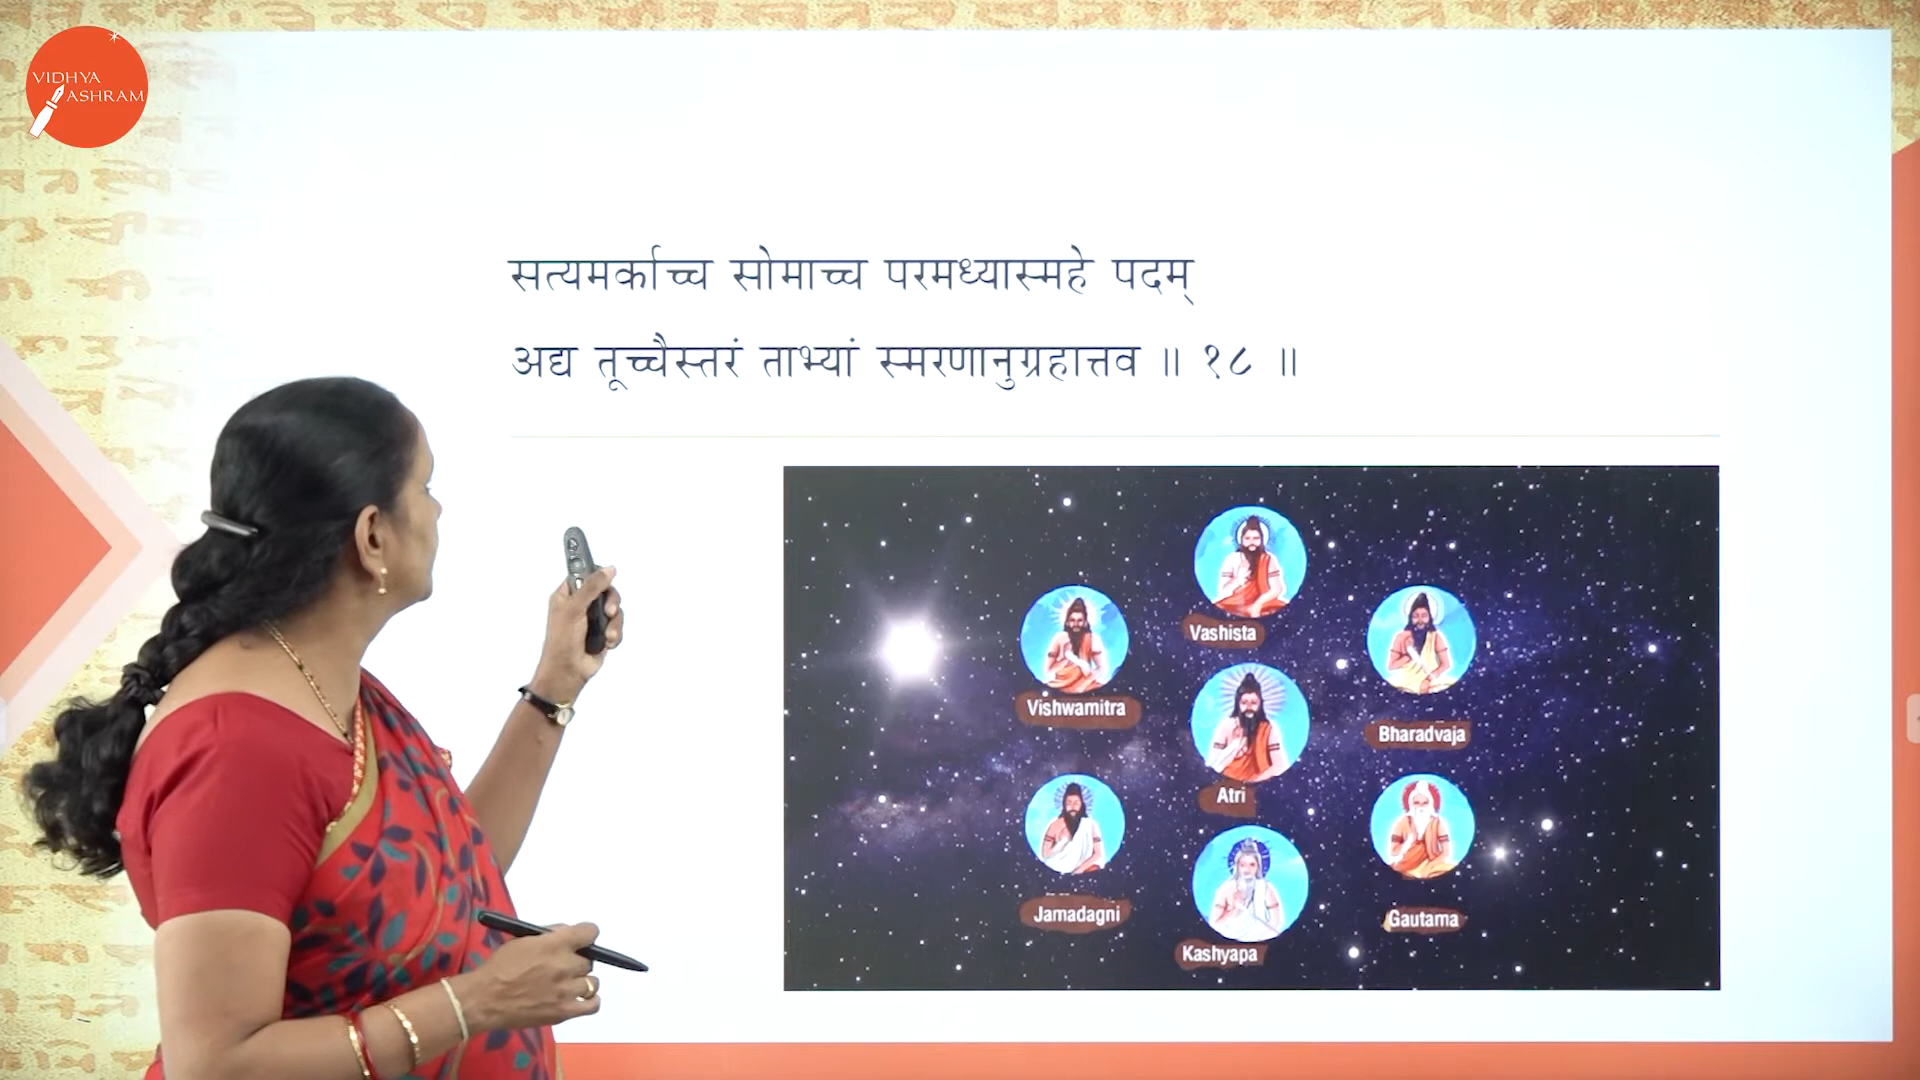 VIDHYA
ASHRAM
सत्यमर्काच्च सोमाच्च परमध्यास्महे पदम्
अद्य तूच्चैस्तरं ताभ्यां स्मरणानुग्रहात्तव ॥ १८ ॥
Vashista
Vishwamitra
Bharadvaja
Atri
Jamadagni
Gautama
Kashyapa